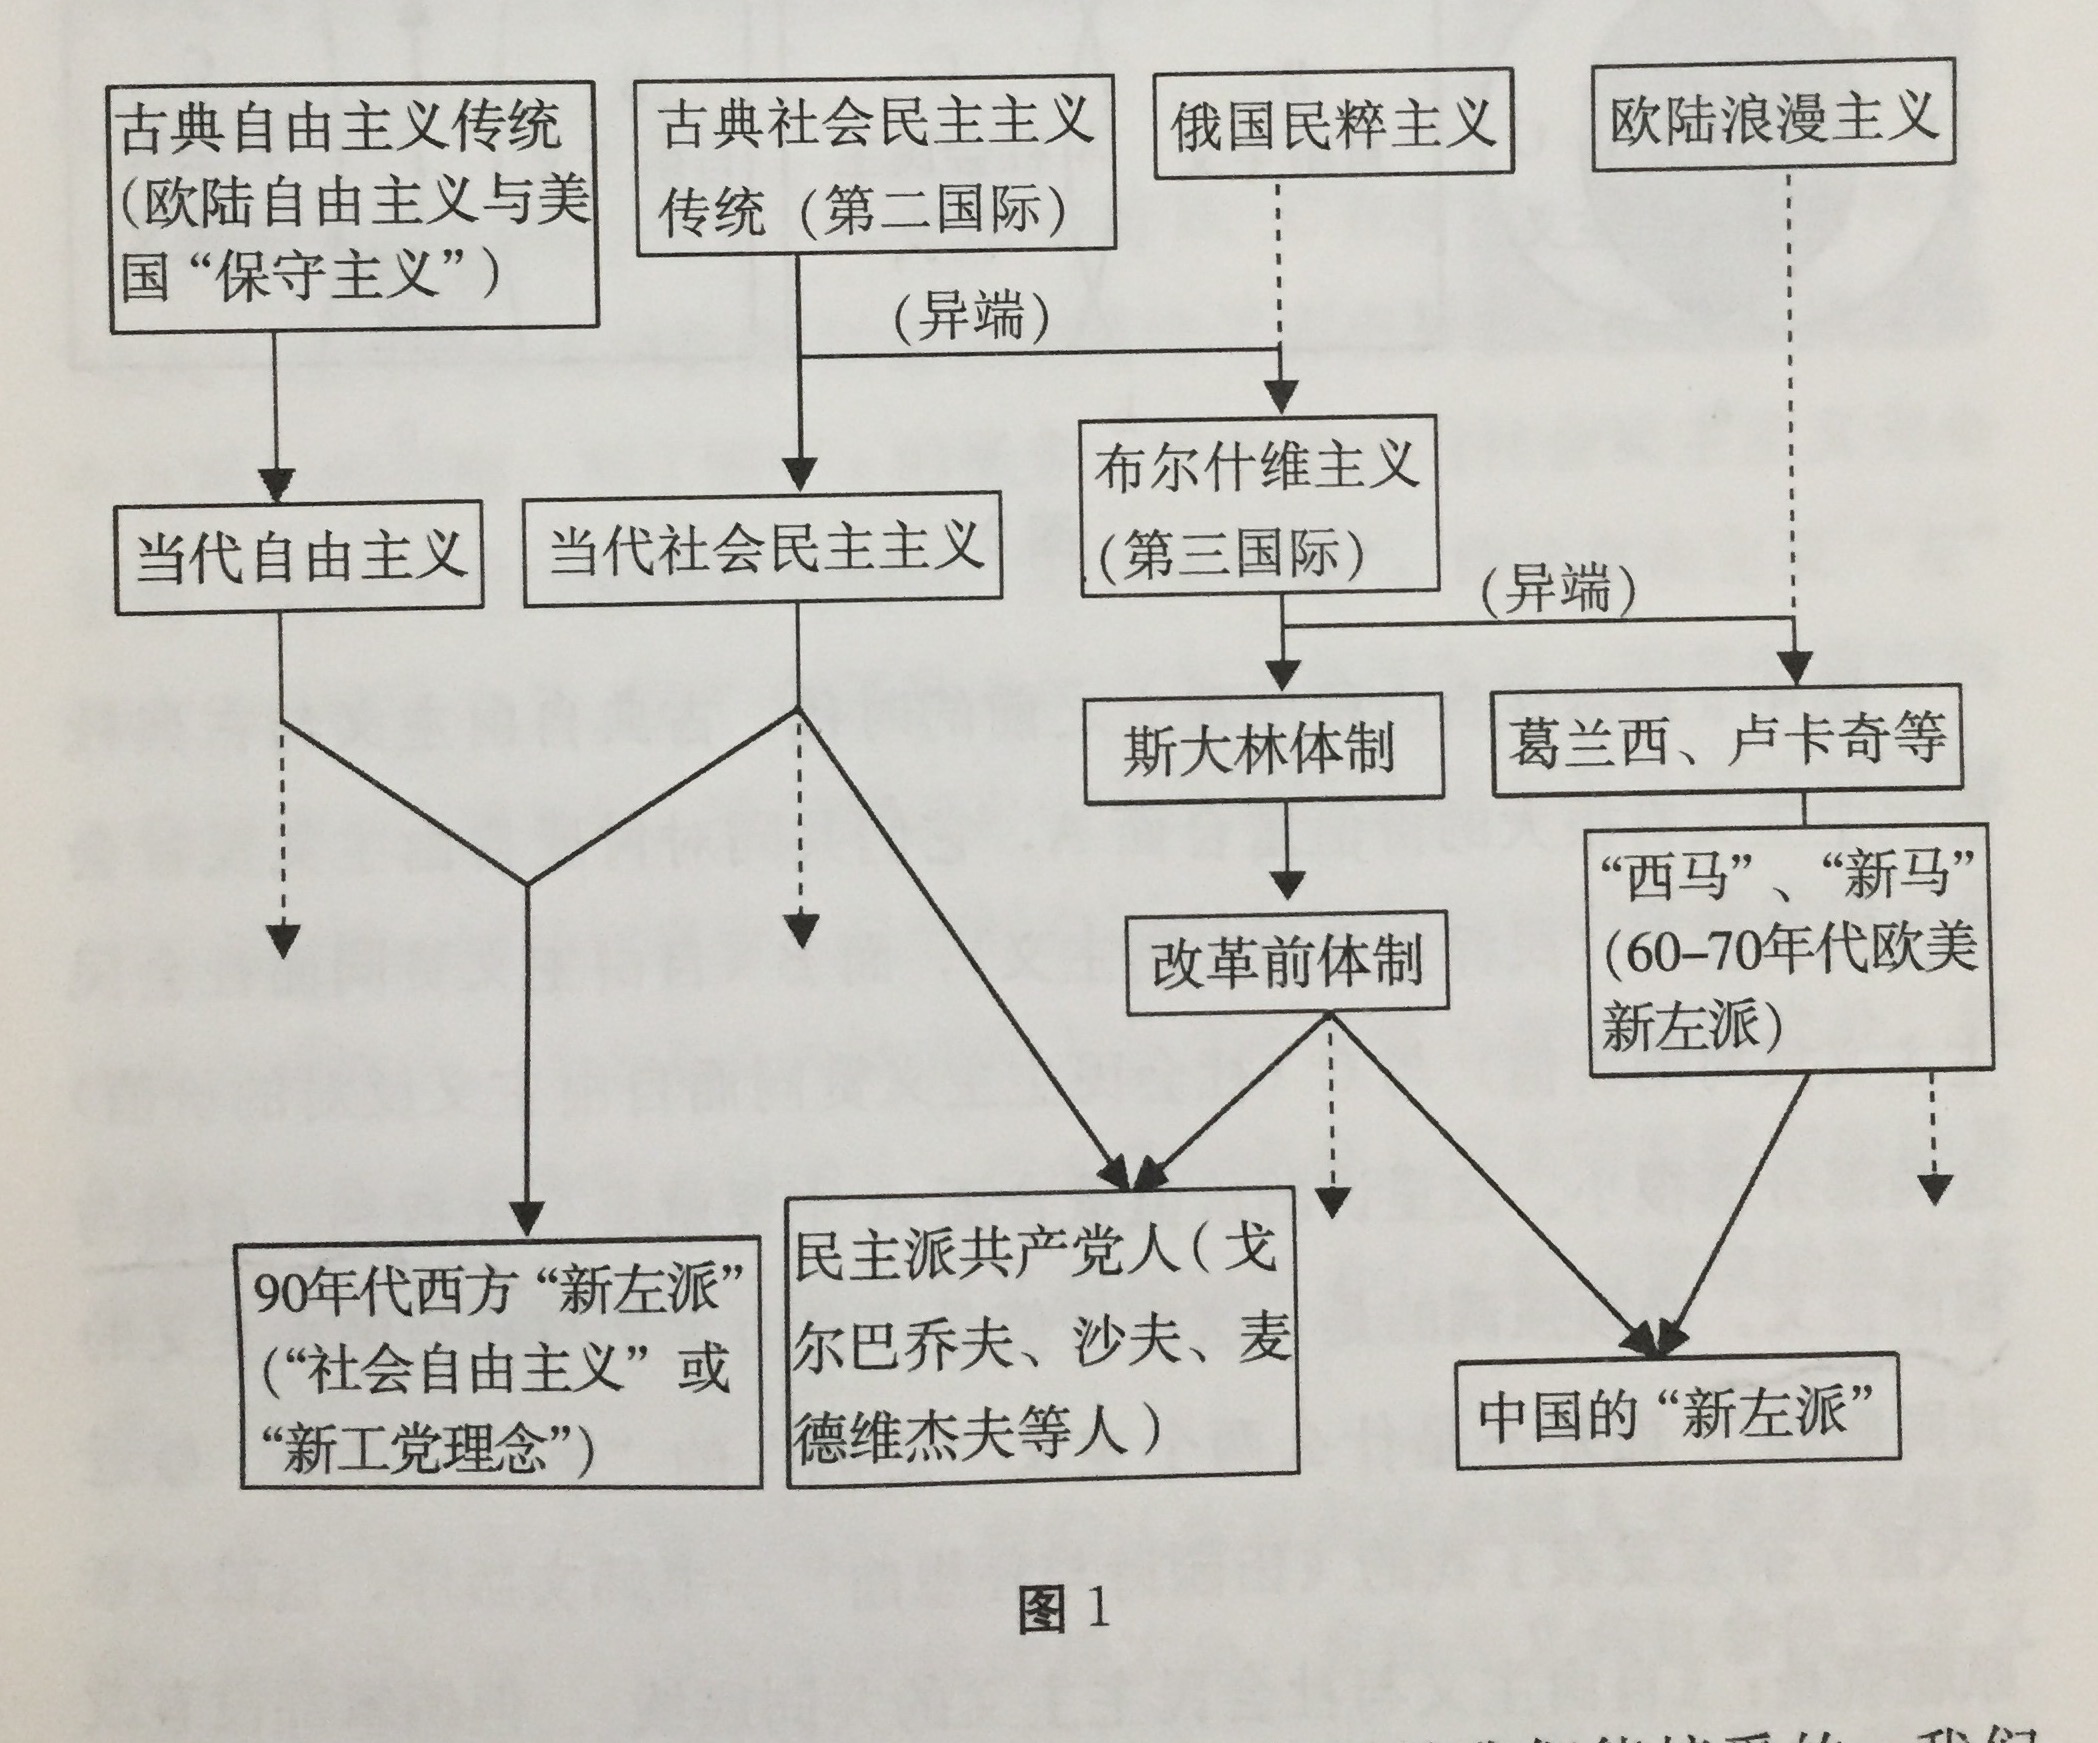 古典自由主义传统
(欧陆自由主义与美
国“保守主义”)
古典社会民主主义
传统(第二国际)
俄国民粹主义
欧陆浪漫主义
(异端)
当代自由主义
当代社会民主主义
布尔什维主义
(第三国际)
(异端)
斯大林体制
葛兰西、卢卡奇等
改革前体制
“西马”、“新马”
(60-70年代欧美
新左派)
90年代西方“新左派”
(“社会自由主义”或
“新工党理念”)
民主派共产党人(戈
尔巴乔夫、沙夫、麦
德维杰夫等人)
中国的“新左派”
图1